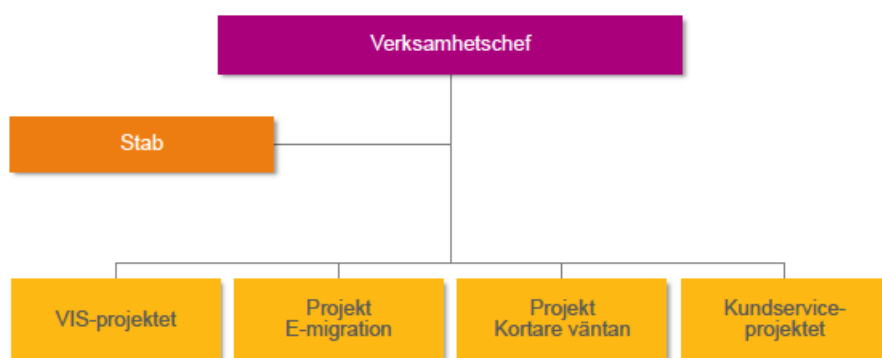 Verksamhetschef
Stab
VIS-projektet
Projekt
E-migration
Projekt
Kortare väntan
Kundservice-
projektet